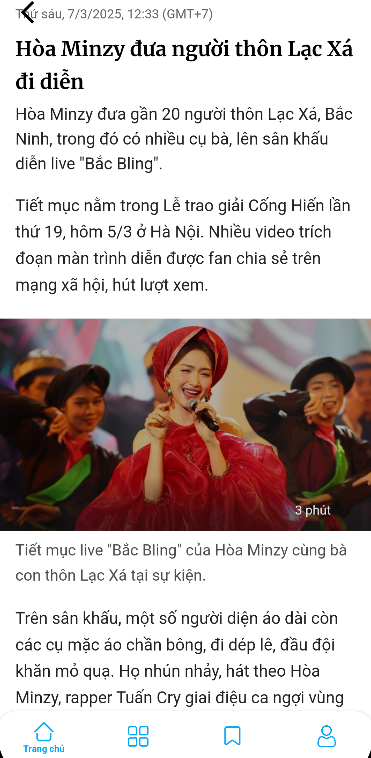 Thứ sáu, 7/3/2025, 12:33 (GMT+7)
Hòa Minzy đưa người thôn Lạc Xá
đi diễn
Hòa Minzy đưa gần 20 người thôn Lạc Xá, Bắc
Ninh, trong đó có nhiều cụ bà, lên sân khấu
diễn live "Bắc Bling".
Tiết mục nằm trong Lễ trao giải Cống Hiến lần
thứ 19, hôm 5/3 ở Hà Nội. Nhiều video trích
đoạn màn trình diễn được fan chia sẻ trên
mạng xã hội, hút lượt xem.
3 phút
Tiết mục live "Bắc Bling" của Hòa Minzy cùng bà
con thôn Lạc Xá tại sự kiện.
Trên sân khấu, một số người diện áo dài còn
các cụ mặc áo chần bông, đi dép lê, đầu đội
khăn mỏ quạ. Họ nhún nhảy, hát theo Hòa
Minzy, rapper Tuấn Cry giai điệu ca ngợi vùng
Trang chủ